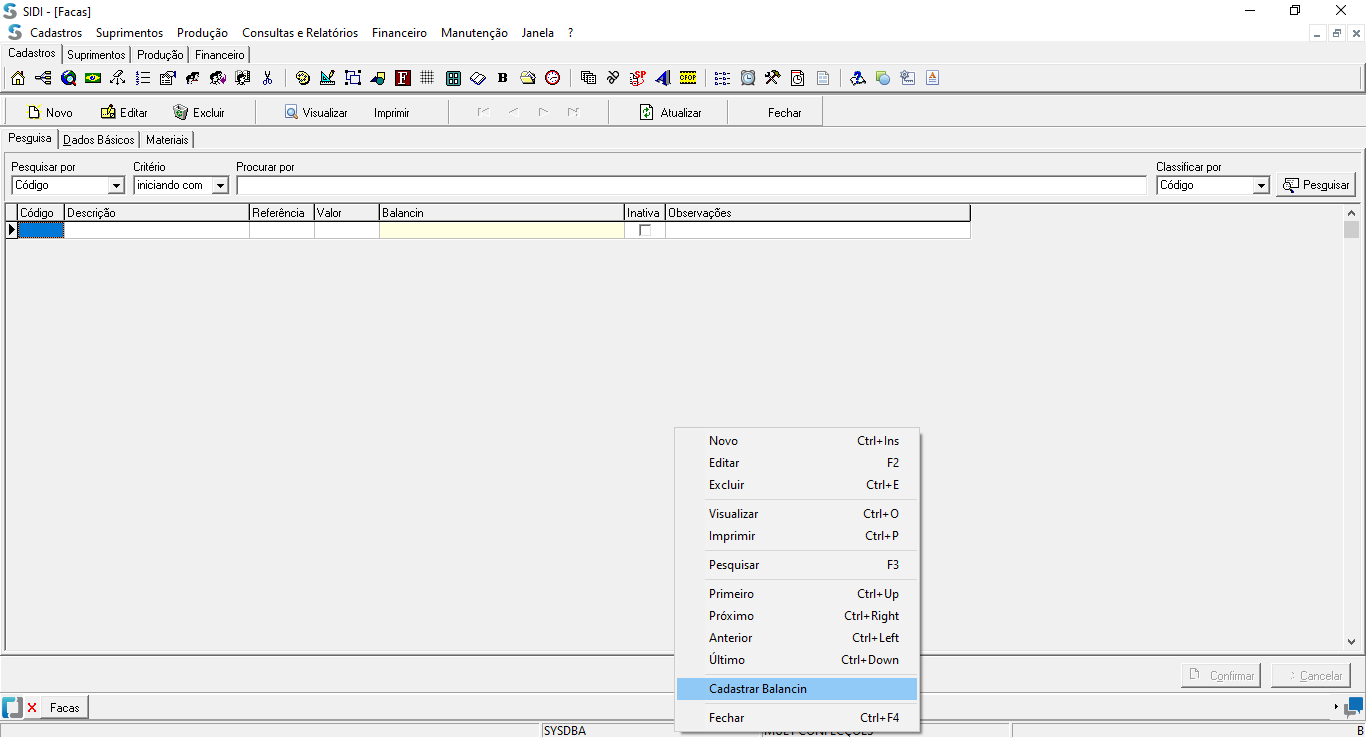 SIDI - [Facas]
Cadastros Suprimentos Produção Consultas e Relatórios Financeiro Manutenção Janela ?
Cadastros Suprimentos Produção Financeiro
F B SP CFOP A
Novo Editar Excluir Visualizar Imprimir Atualizar Fechar
Pesquisa Dados Básicos Materiais
Pesquisar por Critério Procurar por Classificar por
Código iniciando com Código Pesquisar
Código Descrição Referência Valor Balancin Inativa Observações
Novo Ctrl+Ins
Editar F2
Excluir Ctrl+E
Visualizar Ctrl+O
Imprimir Ctrl+P
Pesquisar F3
Primeiro Ctrl+Up
Próximo Ctrl+Right
Anterior Ctrl+Left
Último Ctrl+Down
Cadastrar Balancin
Fechar Ctrl+F4
Confirmar Cancelar
Facas
SYSDBA CONFECÇÕES B